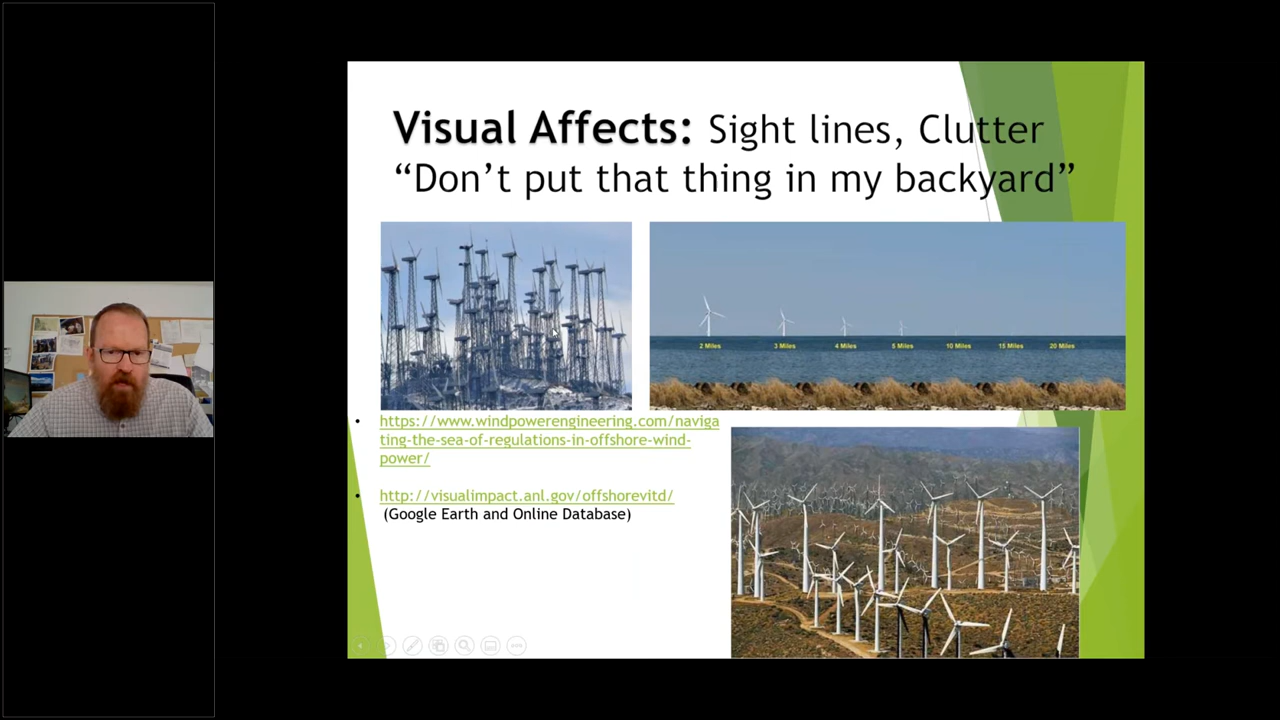 Visual Affects: Sight lines, Clutter
“Don’t put that thing in my backyard”
2 Miles 3 Miles 4 Miles 5 Miles 10 Miles 15 Miles 20 Miles
• https://www.windpowerengineering.com/naviga
ting-the-sea-of-regulations-in-offshore-wind-
power/
• http://visualimpact.anl.gov/offshorevitd/
(Google Earth and Online Database)